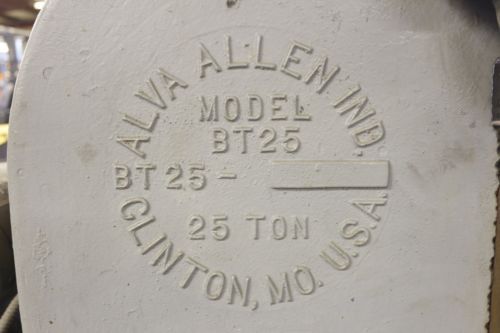 ALVA ALLEN IND.
MODEL
BT25
BT25-
25 TON
CLINTON, MO. U.S.A.